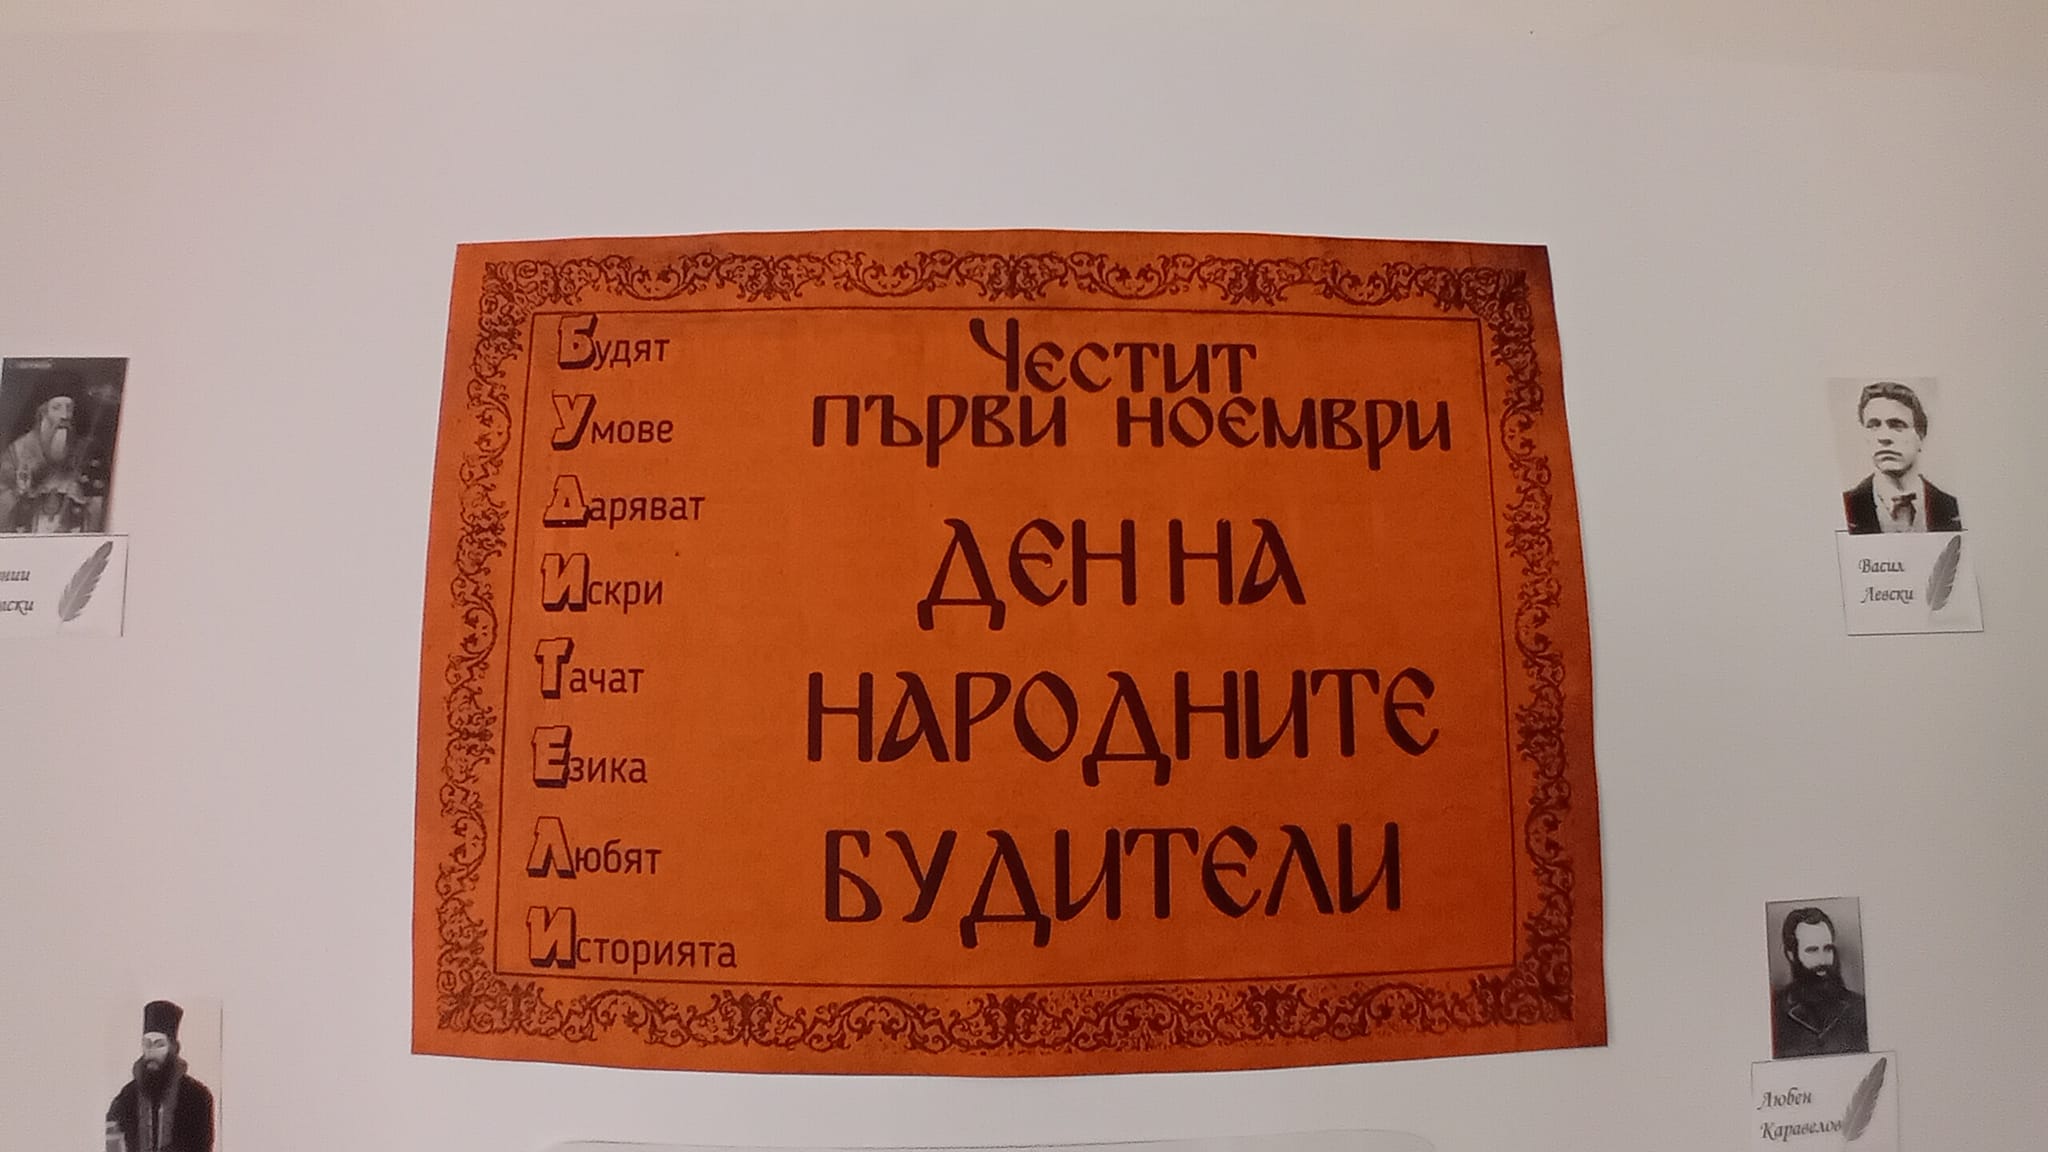 Будят
Умове
Даряват
Искри
Тачат
Езика
Любят
Историята
Честит
първи ноември
ДЕН НА
НАРОДНИТЕ
БУДИТЕЛИ
Васил
Левски
Любен
Каравелов